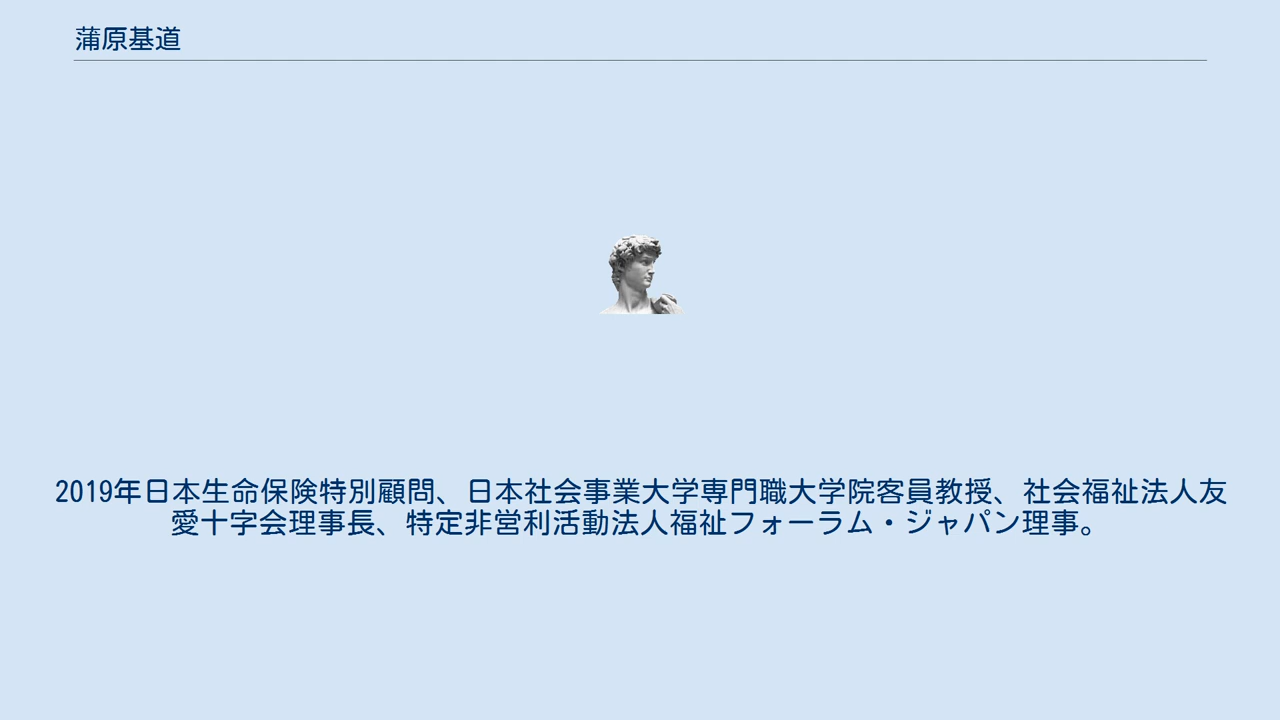 蒲原基道
2019年日本生命保険特別顧問、日本社会事業大学専門職大学院客員教授、社会福祉法人友
愛十字会理事長、特定非営利活動法人福祉フォーラム・ジャパン理事。